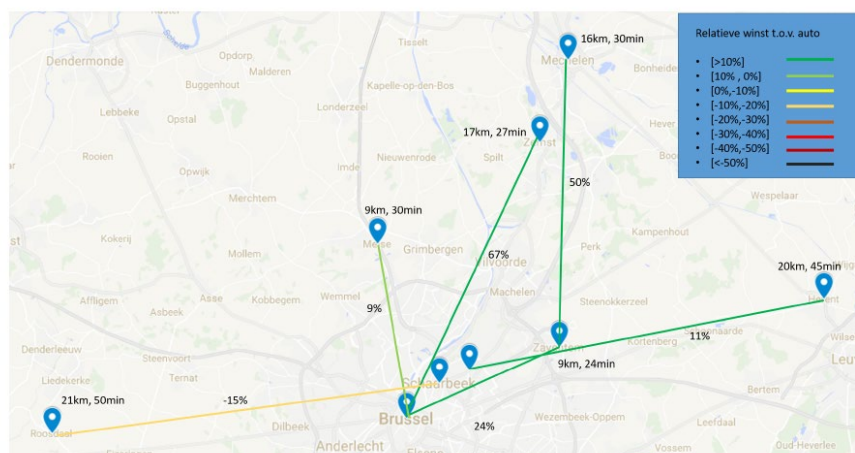 Relatieve winst t.o.v. auto
• [>10%]
• [10% , 0%]
• [0%,-10%]
• [-10%,-20%]
• [-20%,-30%]
• [-30%,-40%]
• [-40%,-50%]
• [<-50%]
16km, 30min
Mechelen
Tisselt
Dendermonde
Opdorp
Malderen
Buggenhout
Kapelle-op-den-Bos
Bonheiden
Lebbeke
Londerzeel
Opstal
17km, 27min
Zemst
Hever
Rooien
Nieuwenrode
Spilt
Imde
Opwijk
50%
Merchtem
Wespelaar
9km, 30min
Kampenhout
Kokerij
Meise
Grimbergen
Perk
Mollem
67%
Vilvoorde
20km, 45min
Affligem
Asse
Wemmel
Machelen
Steenokkerzeel
Kobbegem
Herent
Asbeek
9%
11%
Denderleeuw
Steenvoort
Zaventem
Kortenberg
Liedekerke
Ternat
9km, 24min
Schaarbeek
Bertem
21km, 50min
-15%
Brussel
24%
Roosdaal
Dilbeek
Wezembeek-Oppem
Leefdaal
Anderlecht
Vossem
Oud-Heverlee